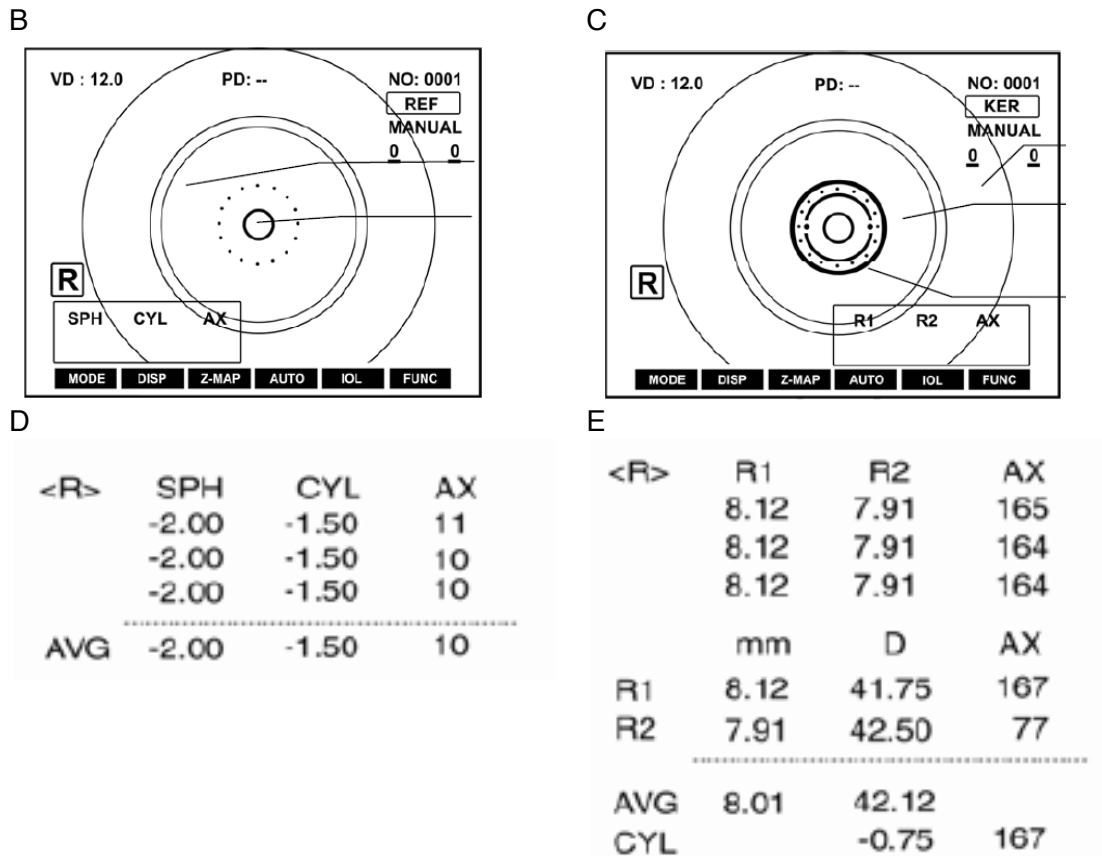 B
VD : 12.0 PD: -- NO: 0001
REF
MANUAL
0 0
R
SPH CYL AX
MODE DISP Z-MAP AUTO IOL FUNC
C
VD : 12.0 PD: -- NO: 0001
KER
MANUAL
0 0
R
R1 R2 AX
MODE DISP Z-MAP AUTO IOL FUNC
D
<R> SPH CYL AX
-2.00 -1.50 11
-2.00 -1.50 10
-2.00 -1.50 10
AVG -2.00 -1.50 10
E
<R> R1 R2 AX
8.12 7.91 165
8.12 7.91 164
8.12 7.91 164
mm D AX
R1 8.12 41.75 167
R2 7.91 42.50 77
AVG 8.01 42.12
CYL -0.75 167